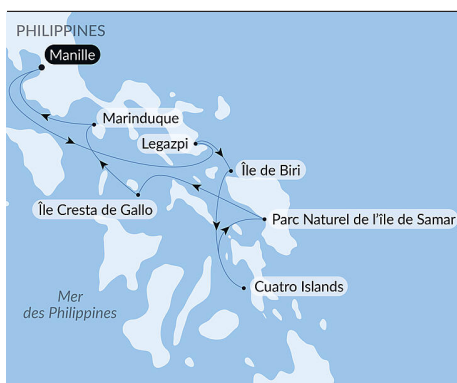 PHILIPPINES
Manille
Marinduque
Legazpi
Île de Biri
Île Cresta de Gallo
Parc Naturel de l'île de Samar
Cuatro Islands
Mer
des Philippines